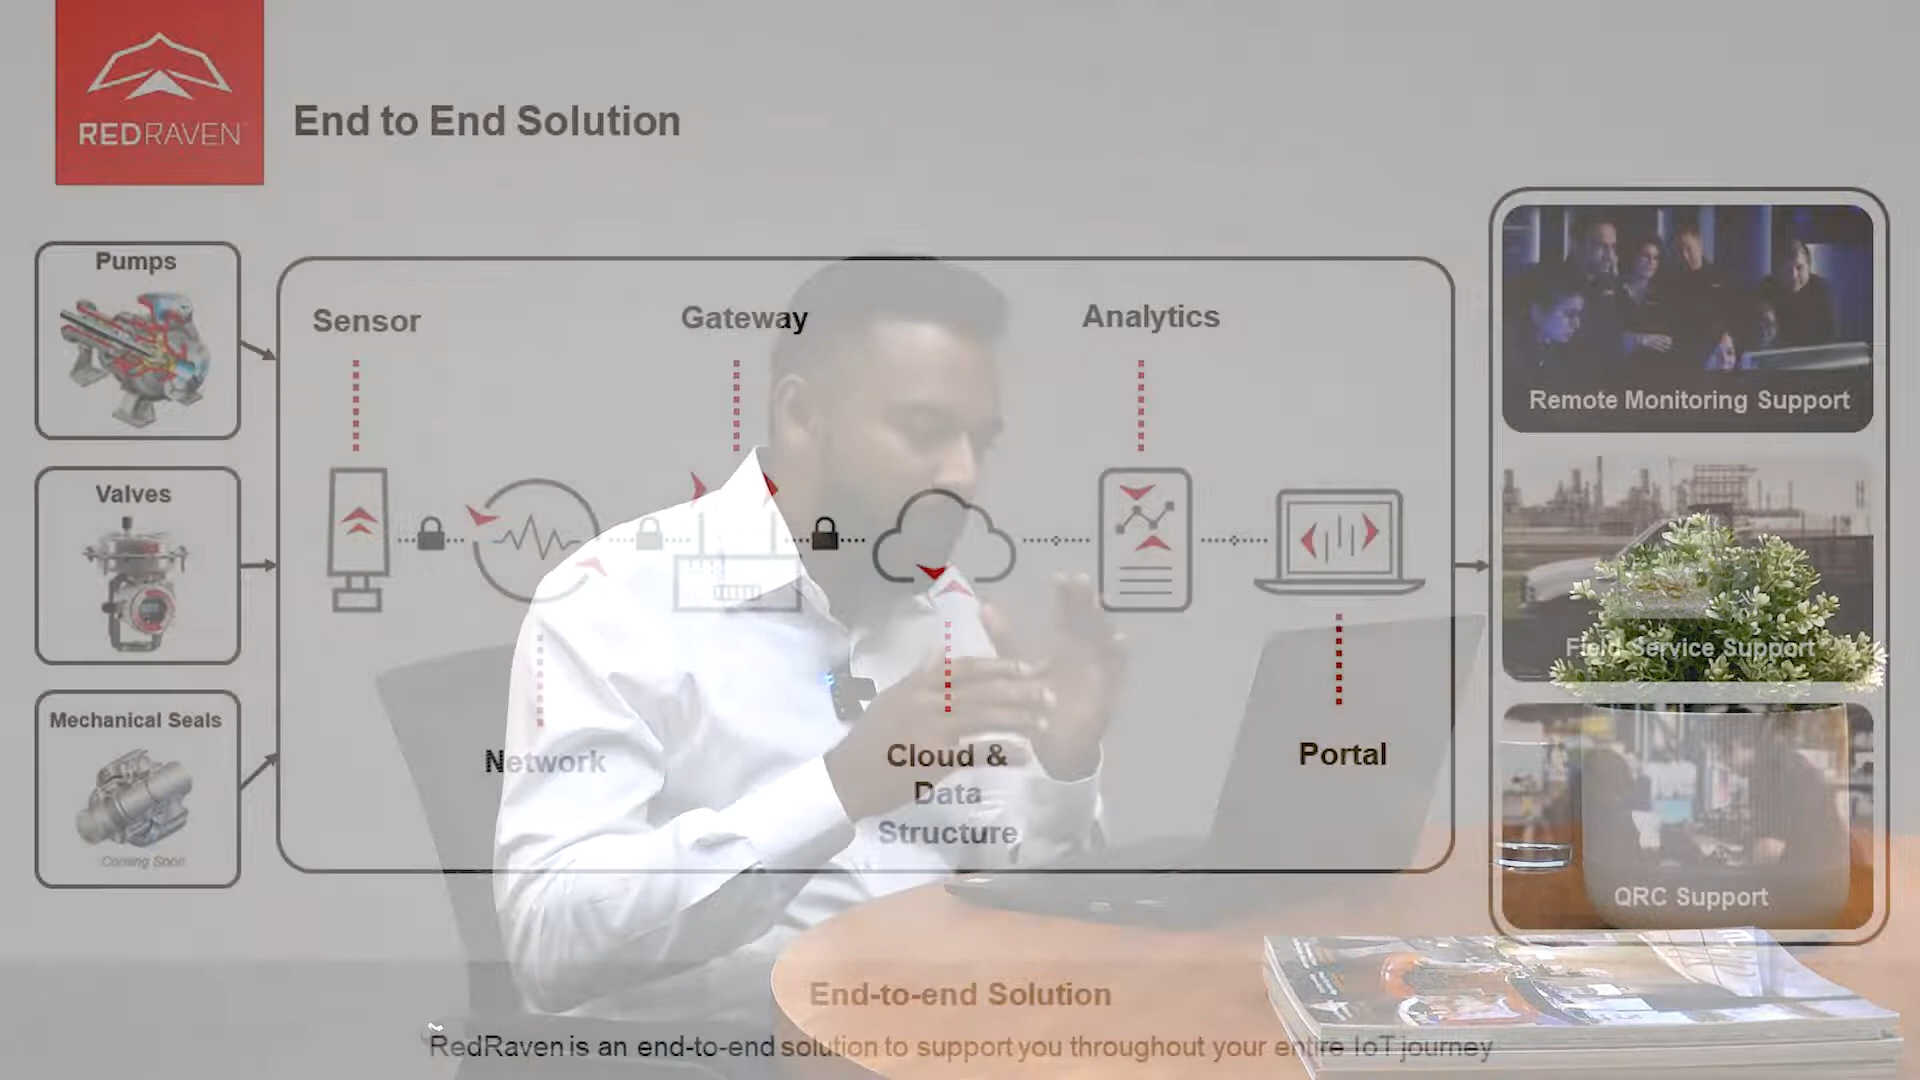 REDRAVEN
End to End Solution
Pumps
Valves
Mechanical Seals
Coming Soon
Sensor
Gateway
Analytics
Network
Cloud &
Data
Structure
Portal
Remote Monitoring Support
Field Service Support
QRC Support
End-to-end Solution
RedRaven is an end-to-end solution to support you throughout your entire IoT journey